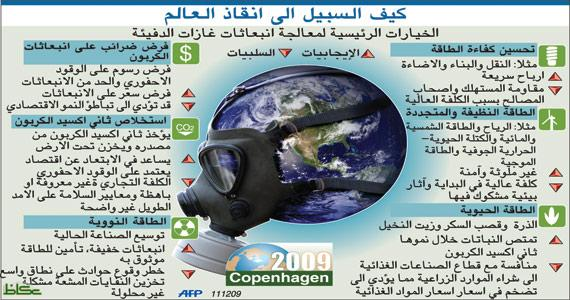 كيف السبيل الى انقاذ العالم
الخيارات الرئيسية لمعالجة انبعاثات غازات الدفيئة
الإيجابيات
السلبيات
تحسين كفاءة الطاقة
مثلا: النقل والبناء والاضاءة
ارباح سريعة
مقاومة المستهلك واصحاب
المصالح بسبب الكلفة العالية
الطاقة النظيفة والمتجددة
مثلا: الرياح والطاقة الشمسية
والمائية والكتلة الحيوية-
الحرارية الجوفية والطاقة
الموجية
غير ملوثة وآمنة
كلفة عالية في البداية وآثار
بيئية مشكوك فيها
الطاقة الحيوية
الذرة وقصب السكر وزيت النخيل
تمتص النباتات خلال نموها
ثاني اكسيد الكربون
منافسة مع قطاع الصناعات الغذائية
الى شراء الموارد الزراعية مما يؤدي الى
تضخم في اسعار اسعار المواد الغذائية
فرض ضرائب على انبعاثات
الكربون
$
فرض رسوم على الوقود
الاحفوري والحد من الانبعاثات
فرض سعر على الانبعاثات
قد تؤدي الى تباطؤ النمو الاقتصادي
استخلاص ثاني اكسيد الكربون
CO2
يؤخذ ثاني اكسيد الكربون من
مصدره ويخزن تحت الارض
يساعد في الابتعاد عن اقتصاد
يعتمد على الوقود الاحفوري
الكلفة التجارية غير معروفة او
باهظة ومعايير السلامة على الامد
الطويل غير واضحة
الطاقة النووية
توسيع الصناعة الحالية
انبعاثات خفيفة، تأمين للطاقة
موثوق به
خطر وقوع حوادث على نطاق واسع
تخزين النفايات المشعة مشكلة
غير محلولة
2009
Copenhagen
AFP
111209
عكاظ